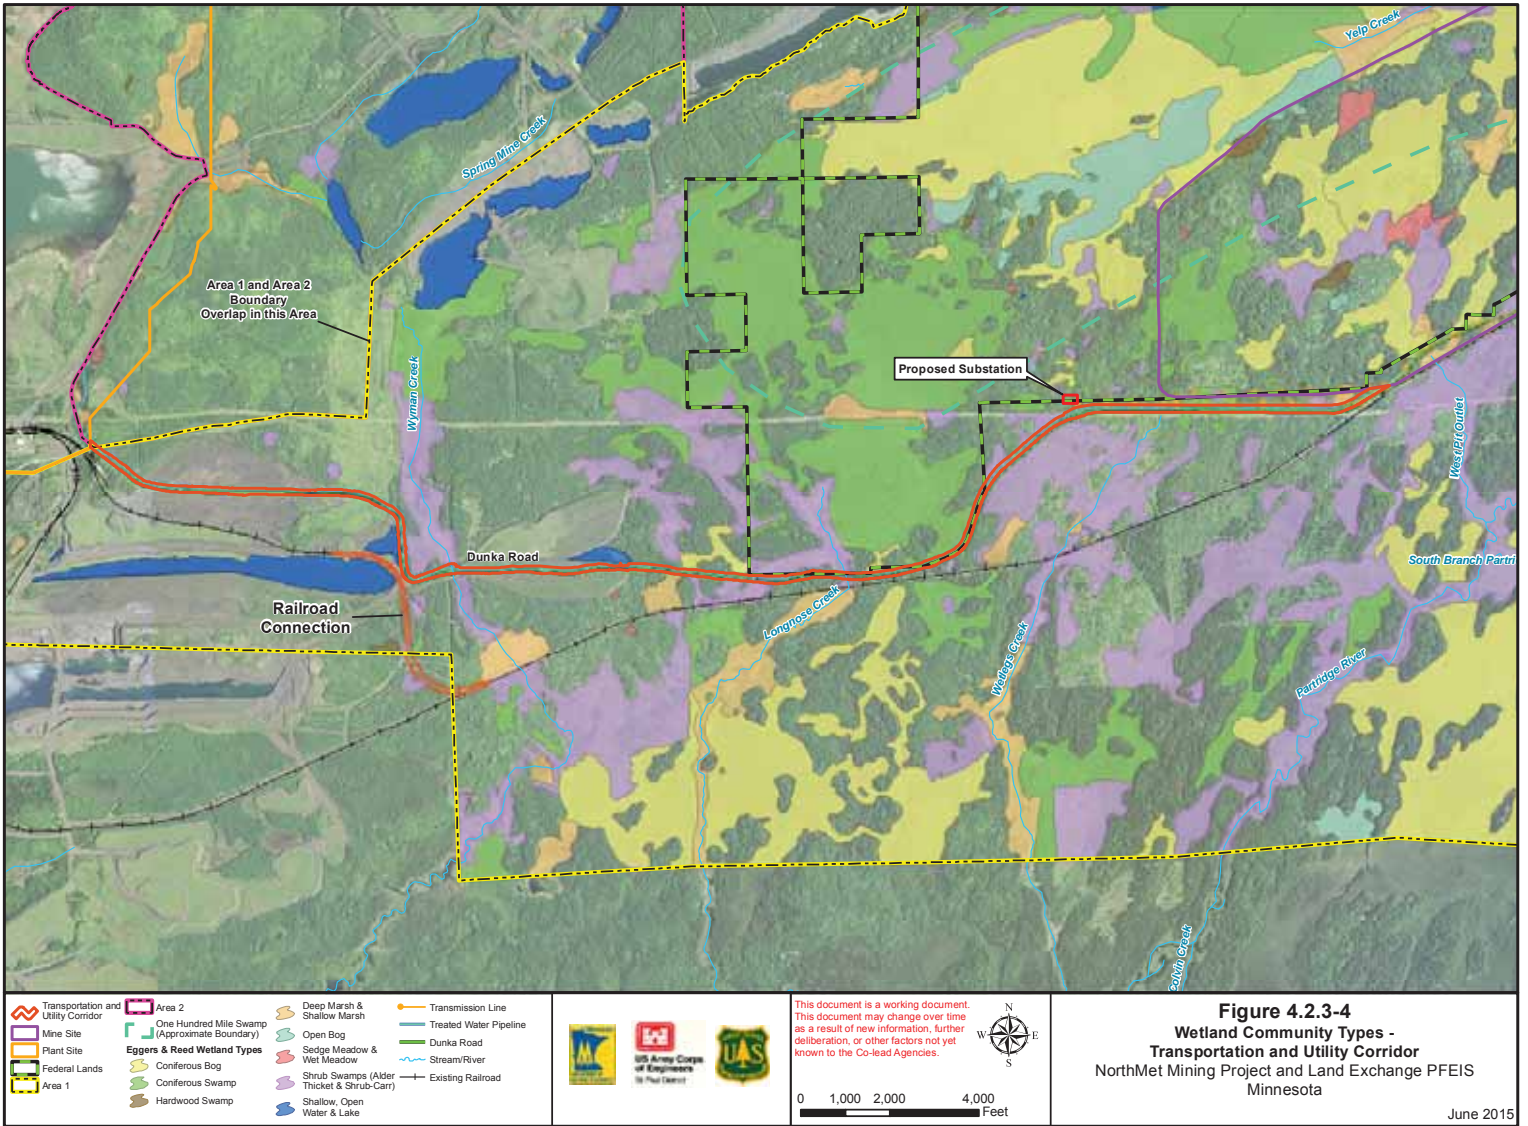 Yelp Creek
Spring Mine Creek
Area 1 and Area 2
Boundary
Overlap in this Area
Wyman Creek
Proposed Substation
West Pit Outlet
Dunka Road
South Branch Partri
Railroad
Connection
Longnose Creek
Wetlegs Creek
Partridge River
Colvin Creek
Transportation and
Utility Corridor
Mine Site
Plant Site
Federal Lands
Area 1
Area 2
One Hundred Mile Swamp
(Approximate Boundary)
Eggers & Reed Wetland Types
Coniferous Bog
Coniferous Swamp
Hardwood Swamp
Deep Marsh &
Shallow Marsh
Open Bog
Sedge Meadow &
Wet Meadow
Shrub Swamps (Alder
Thicket & Shrub-Carr)
Shallow, Open
Water & Lake
Transmission Line
Treated Water Pipeline
Dunka Road
Stream/River
Existing Railroad
US Army Corps
of Engineers
St Paul District
UAS
This document is a working document.
This document may change over time
as a result of new information, further
deliberation, or other factors not yet
known to the Co-lead Agencies.
N
W
E
S
0 1,000 2,000 4,000
Feet
Figure 4.2.3-4
Wetland Community Types -
Transportation and Utility Corridor
NorthMet Mining Project and Land Exchange PFEIS
Minnesota
June 2015